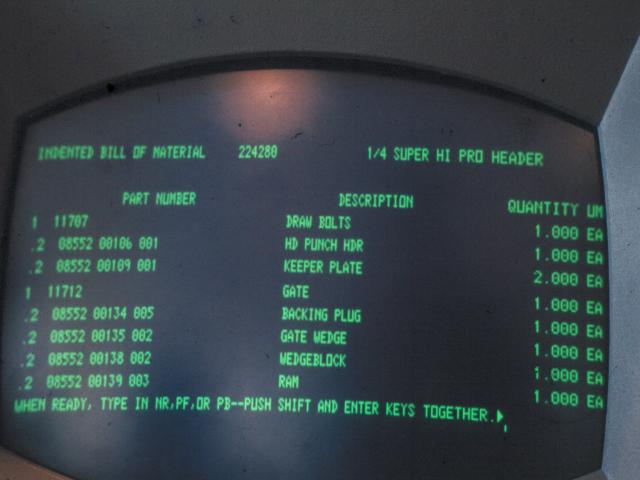 INDENTED BILL OF MATERIAL 224280 1/4 SUPER HI PRO HEADER
PART NUMBER DESCRIPTION QUANTITY UM
1 11707 DRAW BOLTS 1.000 EA
.2 08552 00106 001 HD PUNCH HDR 1.000 EA
.2 08552 00109 001 KEEPER PLATE 2.000 EA
1 11712 GATE 1.000 EA
.2 08552 00134 005 BACKING PLUG 1.000 EA
.2 08552 00135 002 GATE WEDGE 1.000 EA
.2 08552 00138 002 WEDGEBLOCK 1.000 EA
.2 08552 00139 003 RAM 1.000 EA
WHEN READY, TYPE IN NR,PF,OR PB--PUSH SHIFT AND ENTER KEYS TOGETHER.